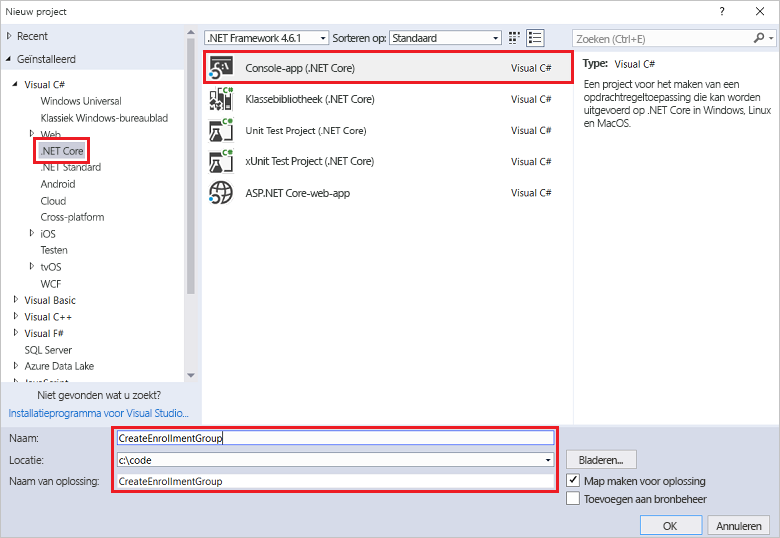 Nieuw project
? ×
Recent
Geïnstalleerd
Visual C#
Windows Universal
Klassiek Windows-bureaublad
Web
.NET Core
.NET Standard
Android
Cloud
Cross-platform
iOS
Testen
tvOS
WCF
Visual Basic
Visual C++
Visual F#
SQL Server
Azure Data Lake
JavaScript
Niet gevonden wat u zoekt?
Installatieprogramma voor Visual Studio...
.NET Framework 4.6.1 Sorteren op: Standaard
Console-app (.NET Core) Visual C#
Klassebibliotheek (.NET Core) Visual C#
Unit Test Project (.NET Core) Visual C#
xUnit Test Project (.NET Core) Visual C#
ASP.NET Core-web-app Visual C#
Zoeken (Ctrl+E)
Type: Visual C#
Een project voor het maken van een
opdrachtregeltoepassing die kan worden
uitgevoerd op .NET Core in Windows, Linux
en MacOS.
Naam: CreateEnrollmentGroup
Locatie: c:\code
Naam van oplossing: CreateEnrollmentGroup
Bladeren...
Map maken voor oplossing
Toevoegen aan bronbeheer
OK Annuleren